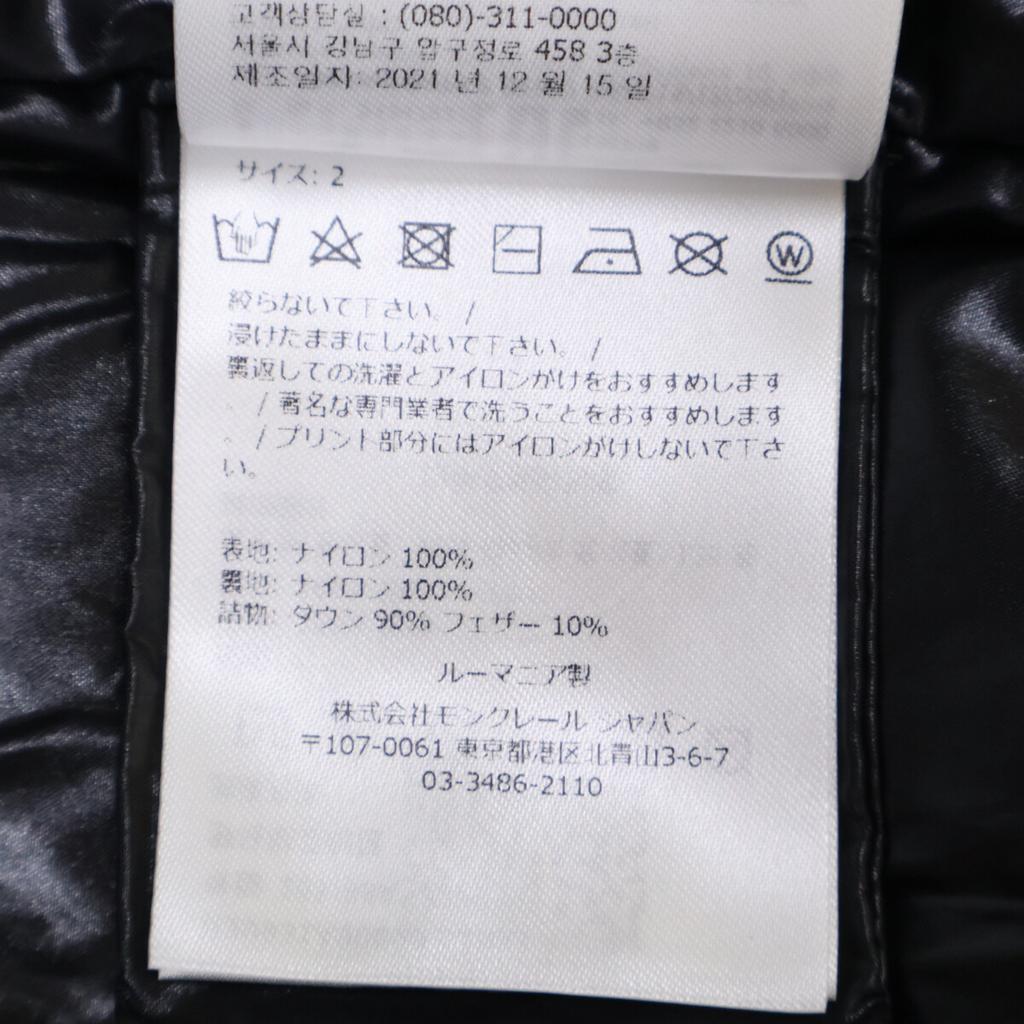 고객상담실 : (080)-311-0000
서울시 강남구 압구정로 458 3층
제조일자: 2021 년 12 월 15 일
サイズ: 2
W
絞らないで下さい。 /
浸けたままにしないで下さい。 /
裏返しての洗濯とアイロンがけをおすすめします
。 / 著名な専門業者で洗うことをおすすめします
。 / プリント部分にはアイロンがけしないで下さ
い。
表地: ナイロン 100%
裏地: ナイロン 100%
詰物: ダウン 90% フェザー 10%
ルーマニア製
株式会社モンクレール ジャパン
〒107-0061 東京都港区北青山3-6-7
03-3486-2110